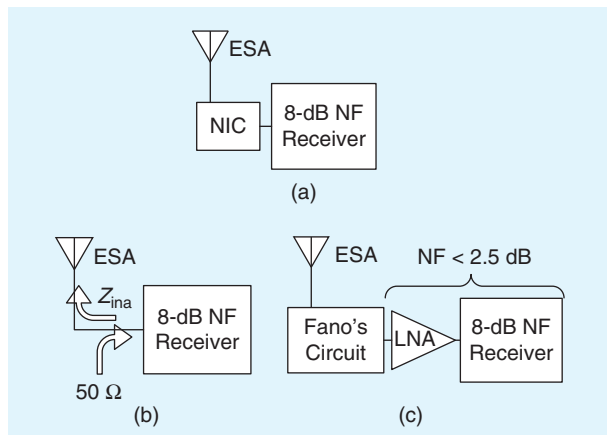 ESA
NIC
8-dB NF
Receiver
(a)
ESA
Zina
8-dB NF
Receiver
50 Ω
(b)
ESA
NF < 2.5 dB
Fano's
Circuit
LNA
8-dB NF
Receiver
(c)